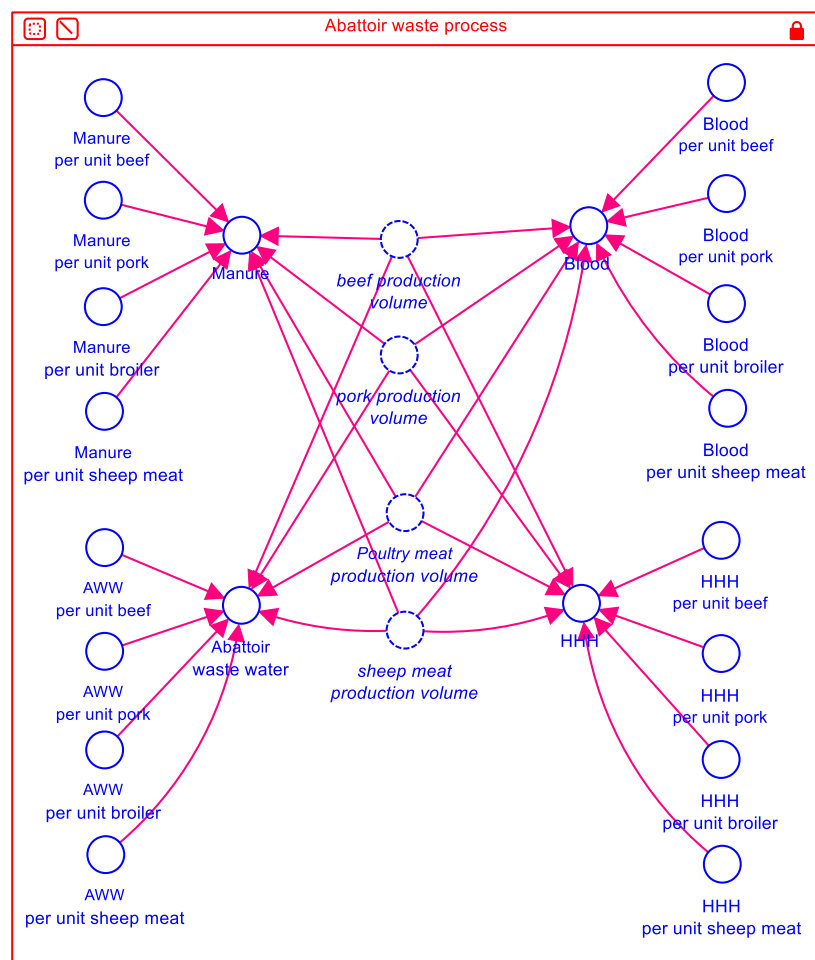 Abattoir waste process
Manure
per unit beef
Manure
per unit pork
Manure
per unit broiler
Manure
per unit sheep meat
Manure
beef production
volume
pork production
volume
Poultry meat
production volume
sheep meat
production volume
Blood
Blood
per unit beef
Blood
per unit pork
Blood
per unit broiler
Blood
per unit sheep meat
AWW
per unit beef
AWW
per unit pork
AWW
per unit broiler
AWW
per unit sheep meat
Abattoir
waste water
HHH
HHH
per unit beef
HHH
per unit pork
HHH
per unit broiler
HHH
per unit sheep meat